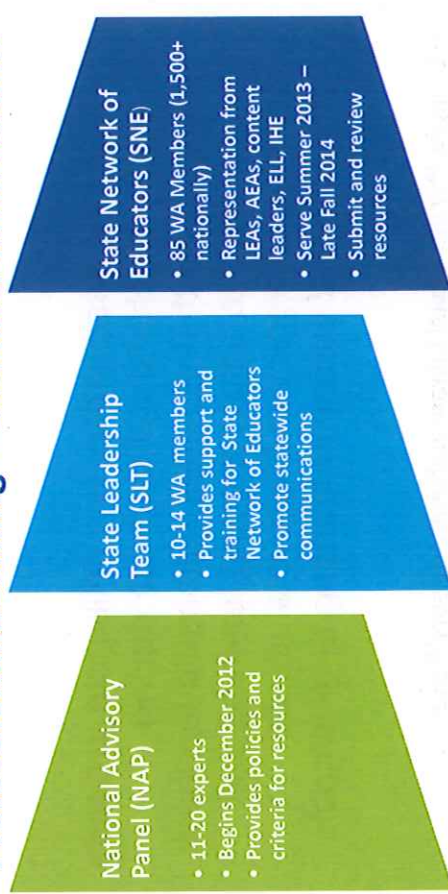 National Advisory
Panel (NAP)
• 11-20 experts
• Begins December 2012
• Provides policies and
criteria for resources
State Leadership
Team (SLT)
• 10-14 WA members
• Provides support and
training for State
Network of Educators
• Promote statewide
communications
State Network of
Educators (SNE)
• 85 WA Members (1,500+
nationally)
• Representation from
LEAs, AEAs, content
leaders, ELL, IHE
• Serve Summer 2013 –
Late Fall 2014
• Submit and review
resources